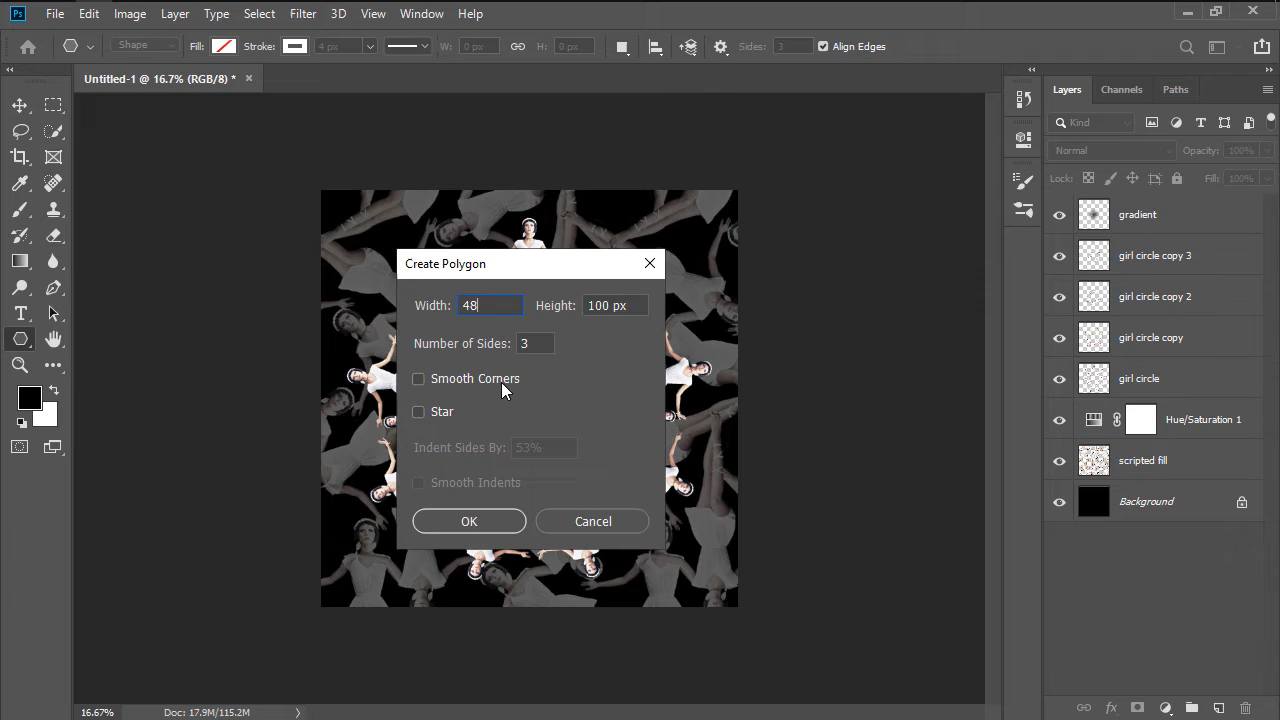 Ps File Edit Image Layer Type Select Filter 3D View Window Help
Shape Fill: Stroke: 4 px W: 0 px H: 0 px Sides: 3 Align Edges
Untitled-1 @ 16.7% (RGB/8) *
Layers Channels Paths
Kind
Normal Opacity: 100%
Lock: Fill: 100%
gradient
girl circle copy 3
girl circle copy 2
girl circle copy
girl circle
Hue/Saturation 1
scripted fill
Background
Create Polygon
Width: 48 Height: 100 px
Number of Sides: 3
Smooth Corners
Star
Indent Sides By: 53%
Smooth Indents
OK Cancel
16.67% Doc: 17.9M/115.2M